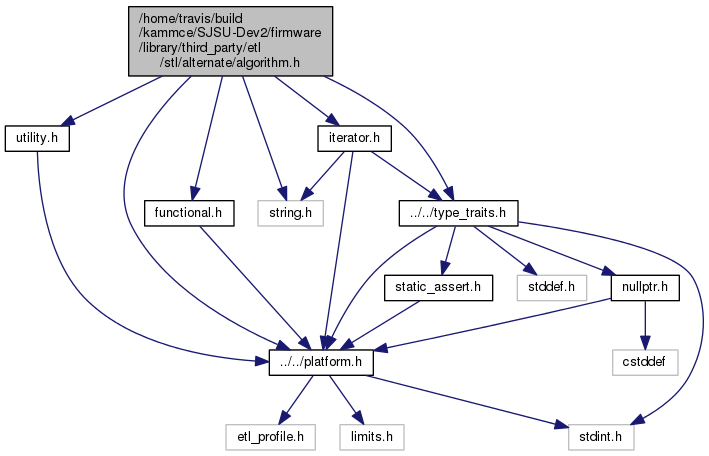 /home/travis/build
/kammce/SJSU-Dev2/firmware
/library/third_party/etl
/stl/alternate/algorithm.h
utility.h
iterator.h
functional.h
string.h
../../type_traits.h
static_assert.h
stddef.h
nullptr.h
../../platform.h
cstddef
etl_profile.h
limits.h
stdint.h